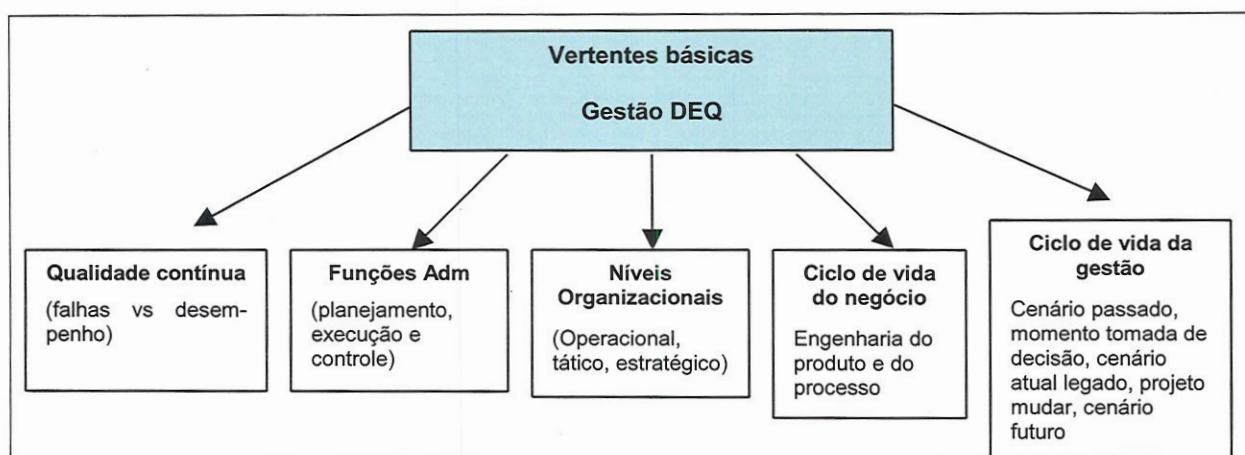 Vertentes básicas
Gestão DEQ
Qualidade contínua
(falhas vs desem-
penho)
Funções Adm
(planejamento,
execução e
controle)
Níveis
Organizacionais
(Operacional,
tático, estratégico)
Ciclo de vida
do negócio
Engenharia do
produto e do
processo
Ciclo de vida da
gestão
Cenário passado,
momento tomada de
decisão, cenário
atual legado, projeto
mudar, cenário
futuro